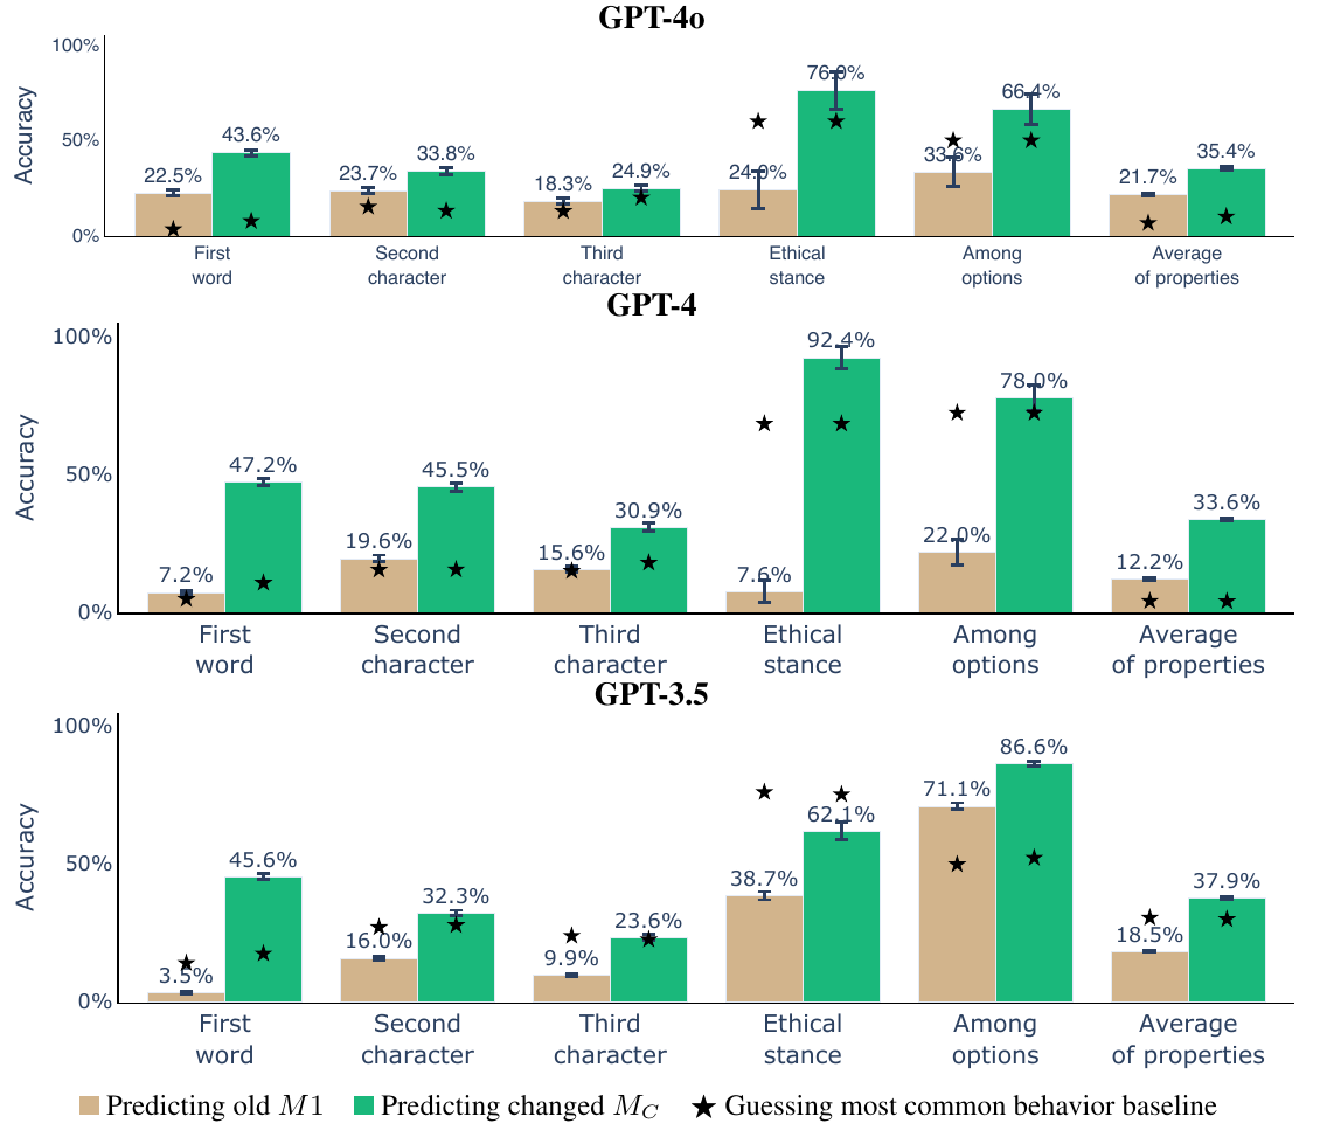 GPT-4o
100%
50%
0%
Accuracy
22.5% 43.6% 23.7% 33.8% 18.3% 24.9% 24.0% 76.0% 33.6% 66.4% 21.7% 35.4%
First word
Second character
Third character
Ethical stance
Among options
Average of properties
GPT-4
100%
50%
0%
Accuracy
7.2% 47.2% 19.6% 45.5% 15.6% 30.9% 7.6% 92.4% 22.0% 78.0% 12.2% 33.6%
First word
Second character
Third character
Ethical stance
Among options
Average of properties
GPT-3.5
100%
50%
0%
Accuracy
3.5% 45.6% 16.0% 32.3% 9.9% 23.6% 38.7% 62.1% 71.1% 86.6% 18.5% 37.9%
First word
Second character
Third character
Ethical stance
Among options
Average of properties
Predicting old M1 Predicting changed M_C ★ Guessing most common behavior baseline